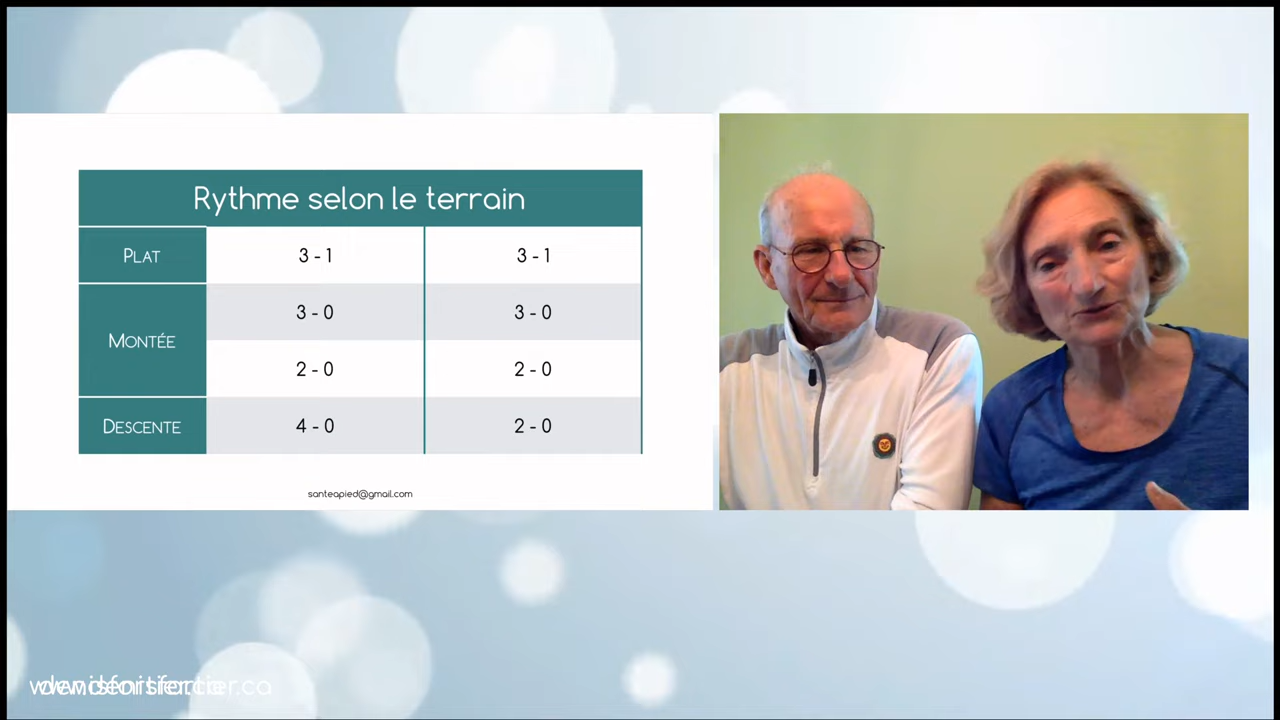 Rythme selon le terrain
PLAT 3 - 1 3 - 1
MONTÉE 3 - 0 3 - 0
2 - 0 2 - 0
DESCENTE 4 - 0 2 - 0
santeapied@gmail.com